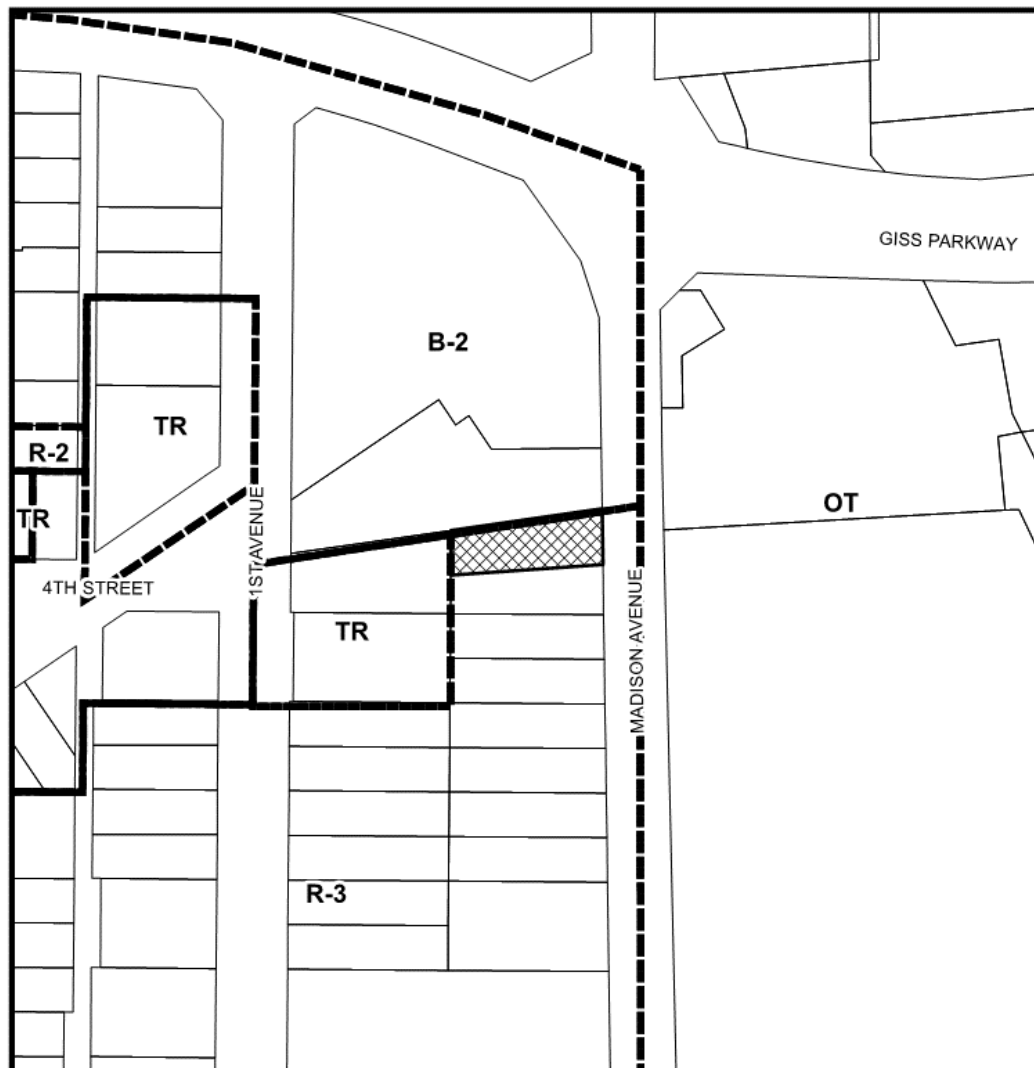 GISS PARKWAY
B-2
TR
R-2
OT
TR
1ST AVENUE
4TH STREET
TR
MADISON AVENUE
R-3